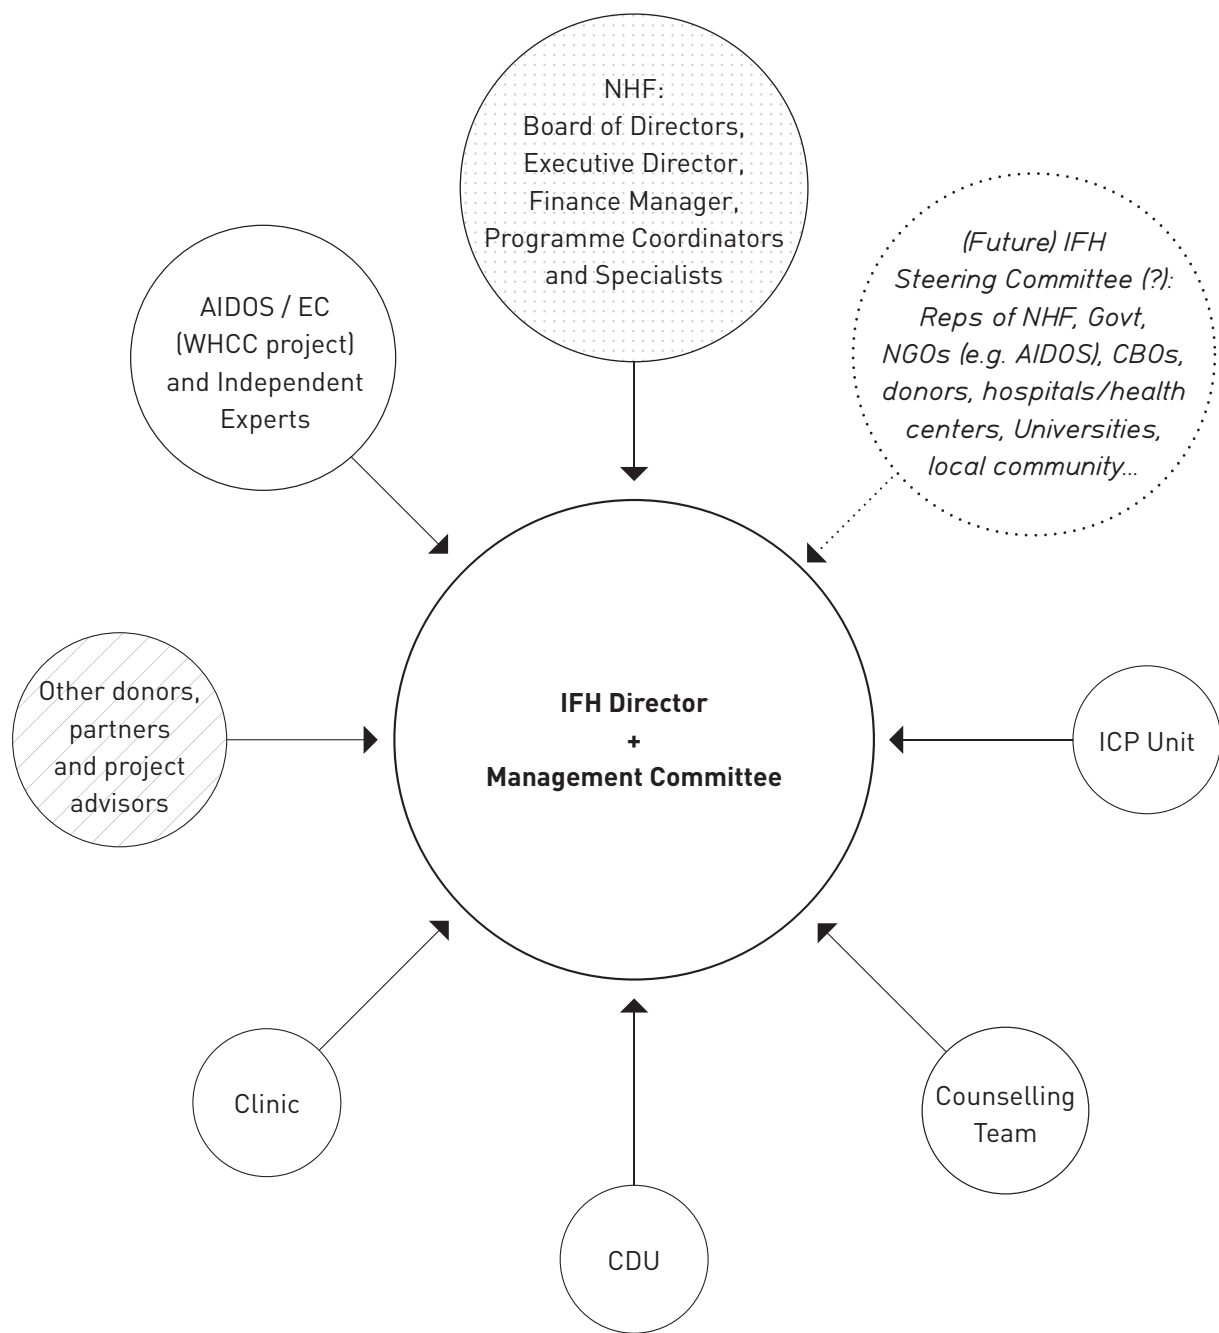 NHF:
Board of Directors,
Executive Director,
Finance Manager,
Programme Coordinators
and Specialists
(Future) IFH
Steering Committee (?):
Reps of NHF, Govt,
NGOs (e.g. AIDOS), CBOs,
donors, hospitals/health
centers, Universities,
local community...
AIDOS / EC
(WHCC project)
and Independent
Experts
Other donors,
partners
and project
advisors
IFH Director
+
Management Committee
ICP Unit
Clinic
Counselling
Team
CDU